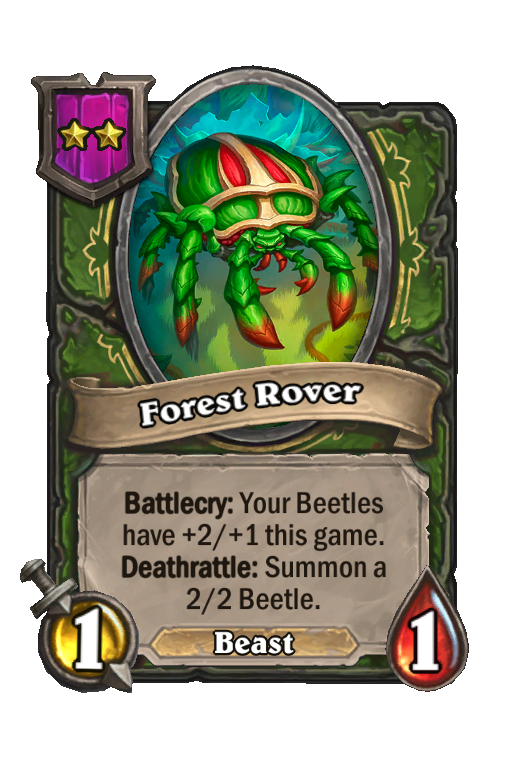 Forest Rover
Battlecry: Your Beetles
have +2/+1 this game.
Deathrattle: Summon a
2/2 Beetle.
1
Beast
1